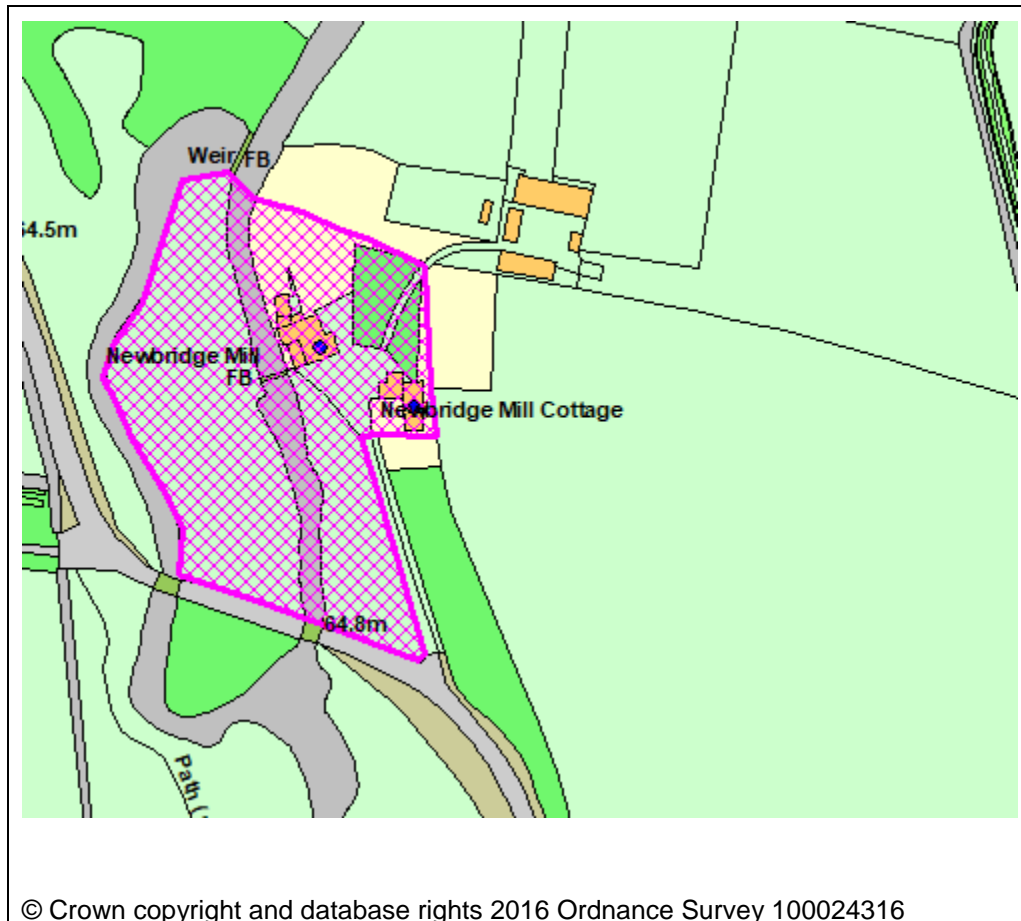 Weir FB
64.5m
Newbridge Mill
FB
Newbridge Mill Cottage
64.8m
Path (
© Crown copyright and database rights 2016 Ordnance Survey 100024316